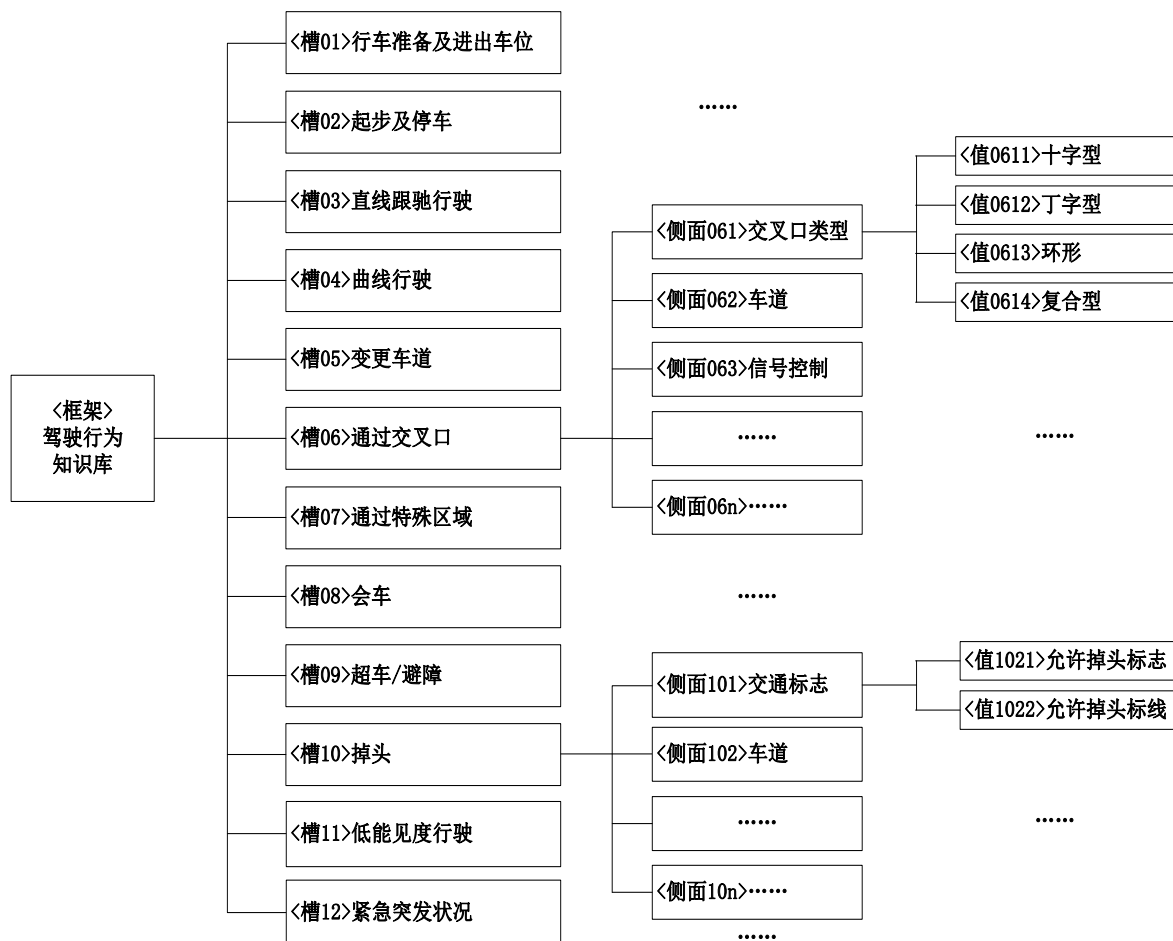 <框架>
驾驶行为
知识库
<槽01>行车准备及进出车位
<槽02>起步及停车
<槽03>直线跟驰行驶
<槽04>曲线行驶
<槽05>变更车道
<槽06>通过交叉口
<槽07>通过特殊区域
<槽08>会车
<槽09>超车/避障
<槽10>掉头
<槽11>低能见度行驶
<槽12>紧急突发状况
……
<侧面061>交叉口类型
<侧面062>车道
<侧面063>信号控制
……
<侧面06n>……
……
<侧面101>交通标志
<侧面102>车道
……
<侧面10n>……
……
<值0611>十字型
<值0612>丁字型
<值0613>环形
<值0614>复合型
……
<值1021>允许掉头标志
<值1022>允许掉头标线
……